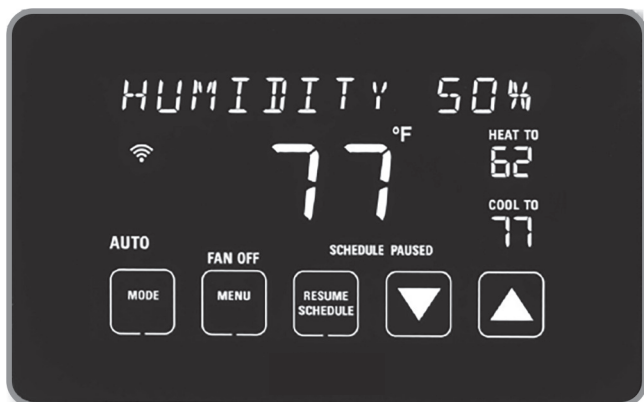 HUMIDITY 50%
77 °F
HEAT TO
62
COOL TO
77
AUTO
FAN OFF
SCHEDULE PAUSED
MODE
MENU
RESUME
SCHEDULE